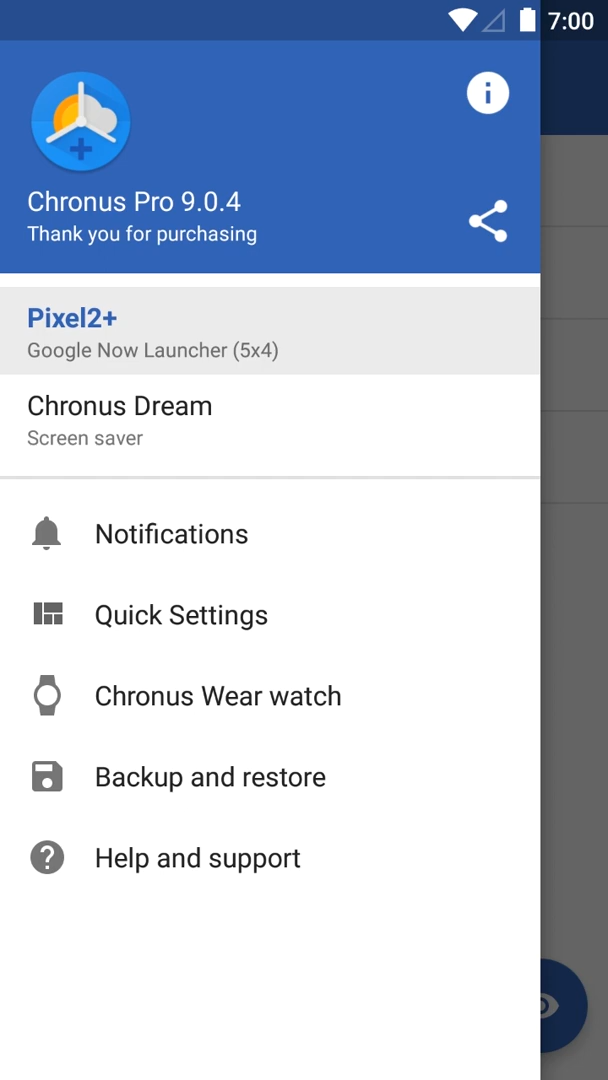 7:00
Chronus Pro 9.0.4
Thank you for purchasing
Pixel2+
Google Now Launcher (5x4)
Chronus Dream
Screen saver
Notifications
Quick Settings
Chronus Wear watch
Backup and restore
Help and support